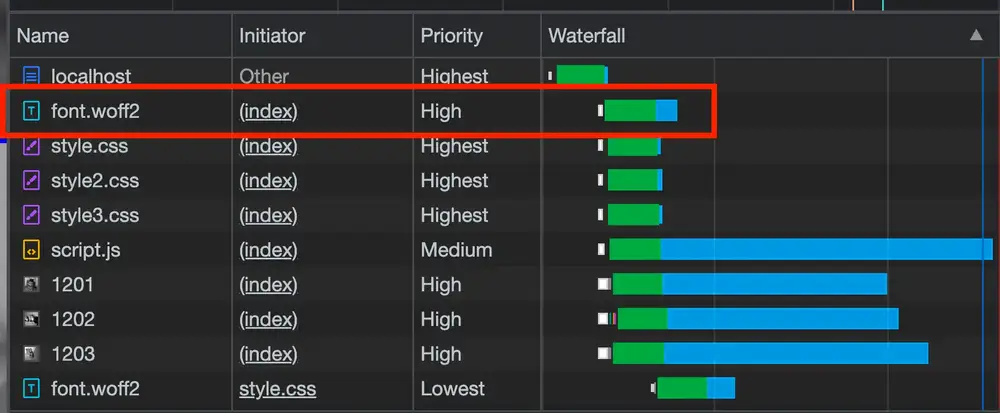 Name Initiator Priority Waterfall
localhost Other Highest
font.woff2 (index) High
style.css (index) Highest
style2.css (index) Highest
style3.css (index) Highest
script.js (index) Medium
1201 (index) High
1202 (index) High
1203 (index) High
font.woff2 style.css Lowest